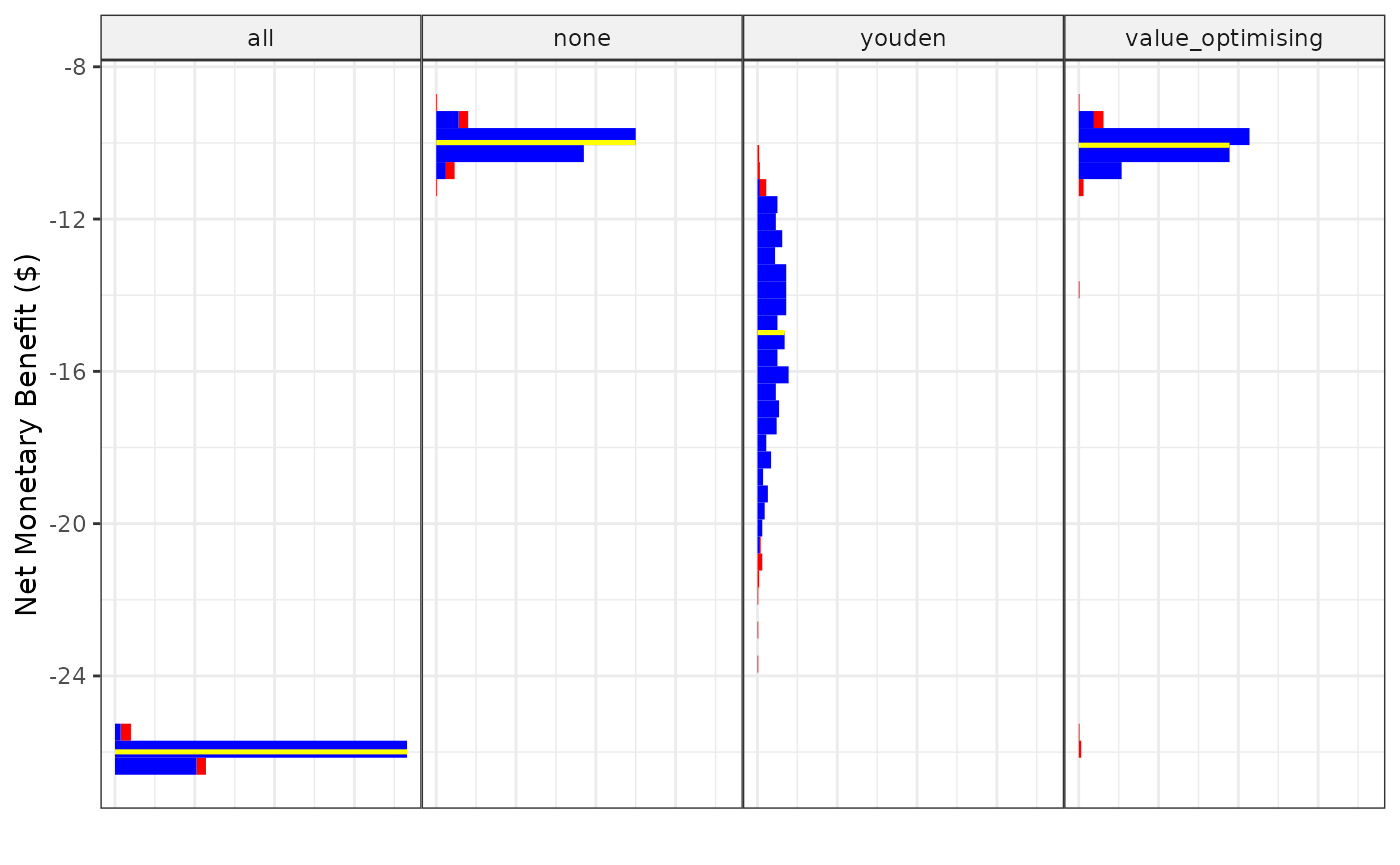 all
none
youden
value_optimising
Net Monetary Benefit ($)
-8
-12
-16
-20
-24